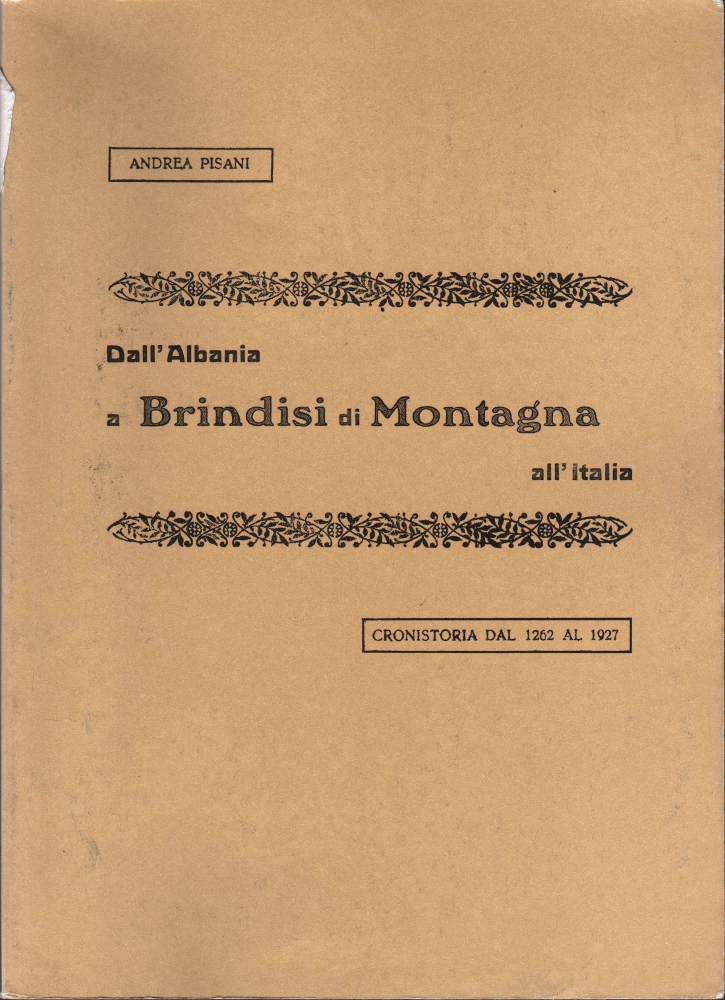 ANDREA PISANI
Dall'Albania
a Brindisi di Montagna
all'Italia
CRONISTORIA DAL 1262 AL 1927